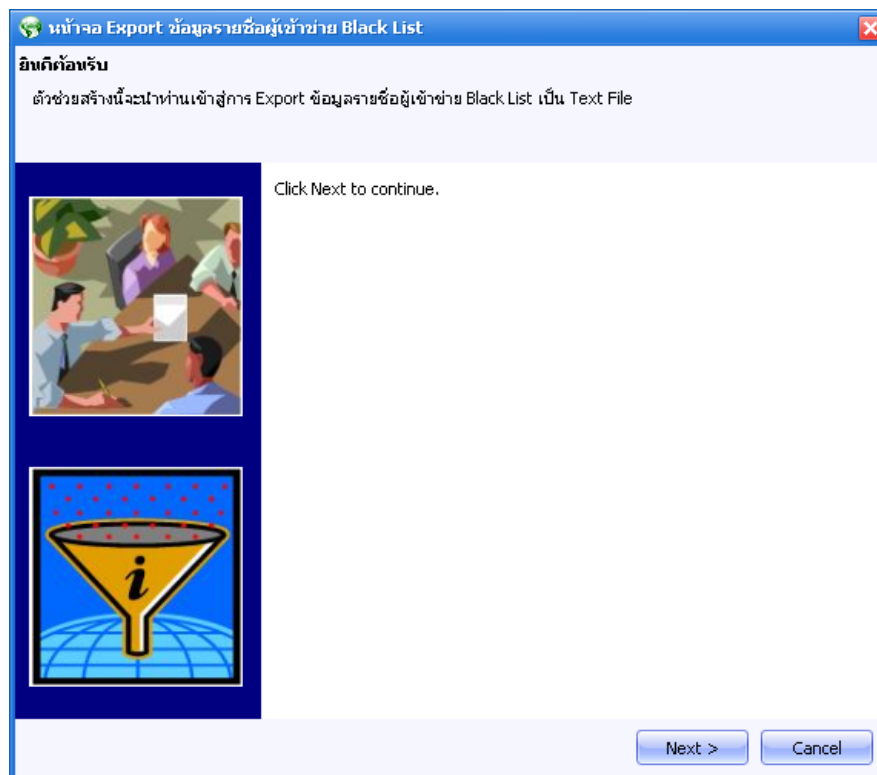 หน้าจอ Export ข้อมูลรายชื่อผู้เข้าข่าย Black List
ยินดีต้อนรับ
ตัวช่วยสร้างนี้จะนำท่านเข้าสู่การ Export ข้อมูลรายชื่อผู้เข้าข่าย Black List เป็น Text File
Click Next to continue.
i
Next >
Cancel